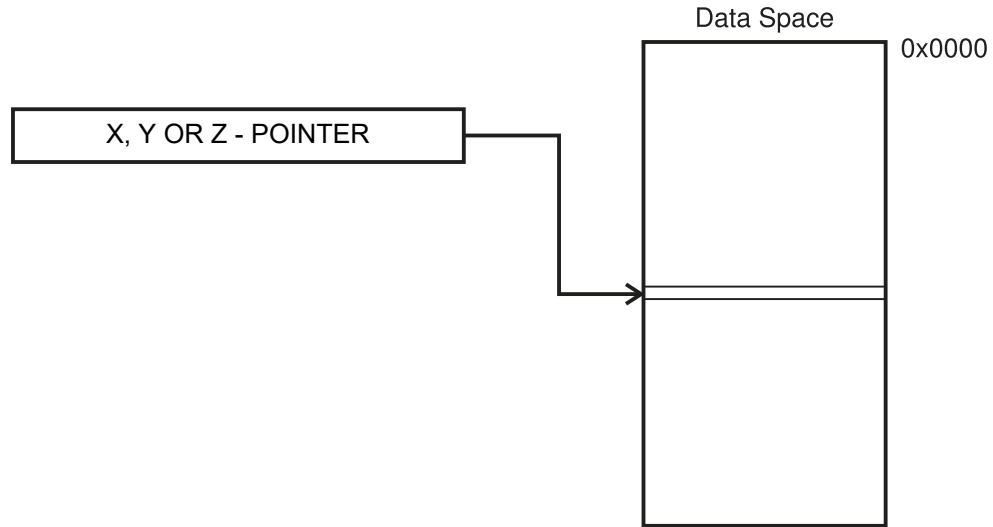 Data Space
0x0000
X, Y OR Z - POINTER